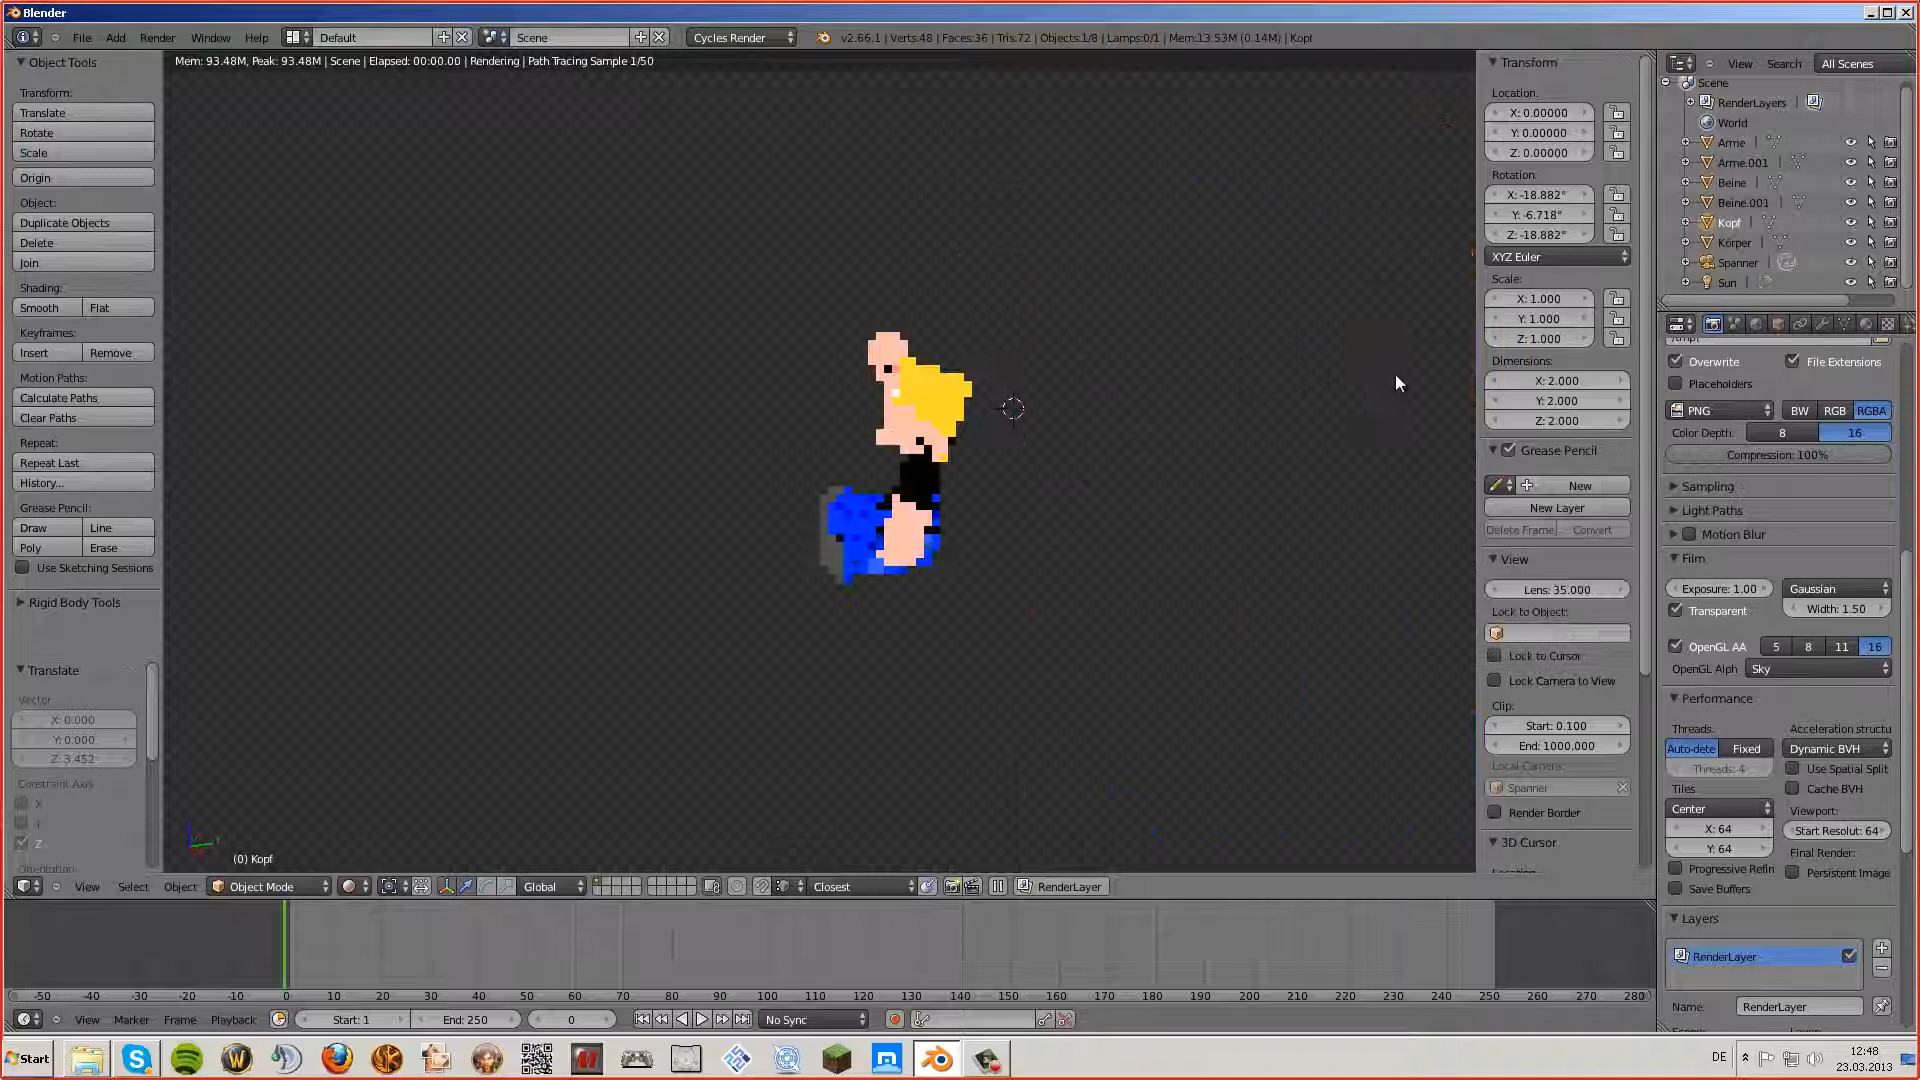 Blender
File Add Render Window Help Default Scene Cycles Render v2.66.1 | Verts:48 | Faces:36 | Tris:72 | Objects:1/8 | Lamps:0/1 | Mem:13.53M (0.14M) | Kopf
Mem: 93.48M, Peak: 93.48M | Scene | Elapsed: 00:00.00 | Rendering | Path Tracing Sample 1/50
Object Tools
Transform:
Translate
Rotate
Scale
Origin
Object:
Duplicate Objects
Delete
Join
Shading:
Smooth Flat
Keyframes:
Insert Remove
Motion Paths:
Calculate Paths
Clear Paths
Repeat:
Repeat Last
History...
Grease Pencil:
Draw Line
Poly Erase
Use Sketching Sessions
Rigid Body Tools
Translate
Vector
X: 0.000
Y: 0.000
Z: 3.452
Constraint Axis
X
Y
Z
Orientation
(0) Kopf
Transform
Location:
X: 0.00000
Y: 0.00000
Z: 0.00000
Rotation:
X: -18.882°
Y: -6.718°
Z: -18.882°
XYZ Euler
Scale:
X: 1.000
Y: 1.000
Z: 1.000
Dimensions:
X: 2.000
Y: 2.000
Z: 2.000
Grease Pencil
New
New Layer
Delete Frame Convert
View
Lens: 35.000
Lock to Object:
Lock to Cursor
Lock Camera to View
Clip:
Start: 0.100
End: 1000.000
Local Camera:
Spanner
Render Border
3D Cursor
Location
View Search All Scenes
Scene
RenderLayers
World
Arme
Arme.001
Beine
Beine.001
Kopf
Körper
Spanner
Sun
/tmp\
Overwrite File Extensions
Placeholders
PNG BW RGB RGBA
Color Depth: 8 16
Compression: 100%
Sampling
Light Paths
Motion Blur
Film
Exposure: 1.00 Gaussian
Transparent Width: 1.50
OpenGL AA 5 8 11 16
OpenGL Alph Sky
Performance
Threads: Acceleration structu
Auto-dete Fixed Dynamic BVH
Threads: 4 Use Spatial Split
Tiles Cache BVH
Center Viewport:
X: 64 Start Resolut: 64
Y: 64 Final Render:
Progressive Refin Persistent Image
Save Buffers
Layers
RenderLayer
Name: RenderLayer
View Select Object Object Mode Global Closest RenderLayer
-50 -40 -30 -20 -10 0 10 20 30 40 50 60 70 80 90 100 110 120 130 140 150 160 170 180 190 200 210 220 230 240 250 260 270 280
View Marker Frame Playback Start: 1 End: 250 0 No Sync
Start DE 12:48
23.03.2013